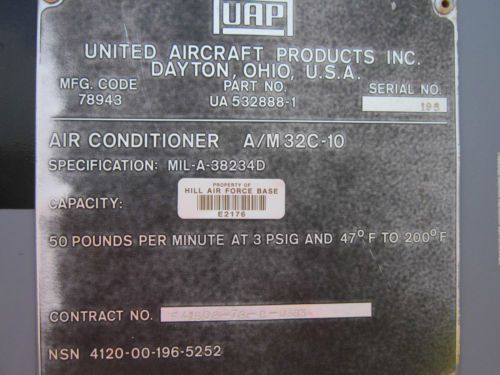 UAP
UNITED AIRCRAFT PRODUCTS INC.
DAYTON, OHIO, U.S.A.
MFG. CODE PART NO. SERIAL NO.
78943 UA 532888-1 195
AIR CONDITIONER A/M 32C-10
SPECIFICATION: MIL-A-38234D
PROPERTY OF
HILL AIR FORCE BASE
CAPACITY:
E2176
50 POUNDS PER MINUTE AT 3 PSIG AND 47°F TO 200°F
CONTRACT NO.
NSN 4120-00-196-5252